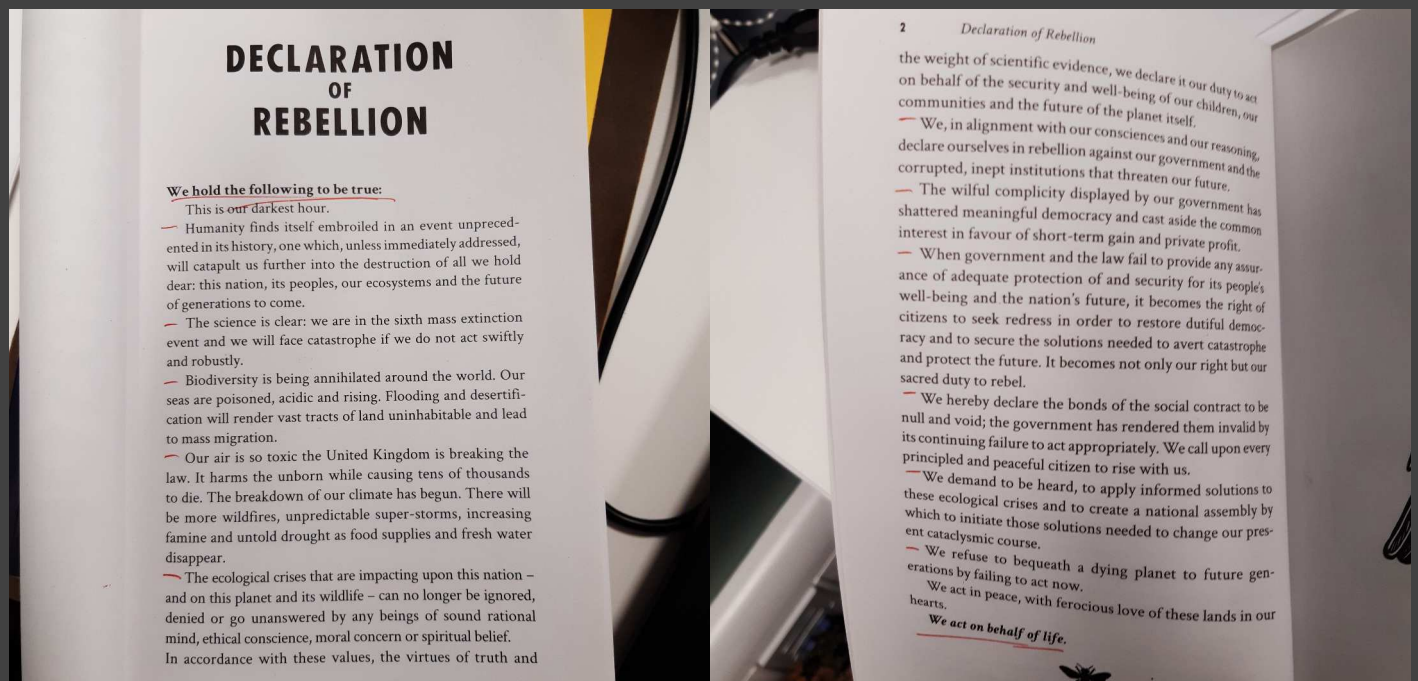 DECLARATION
OF
REBELLION
We hold the following to be true:
This is our darkest hour.
Humanity finds itself embroiled in an event unpreced-
ented in its history, one which, unless immediately addressed,
will catapult us further into the destruction of all we hold
dear: this nation, its peoples, our ecosystems and the future
of generations to come.
The science is clear: we are in the sixth mass extinction
event and we will face catastrophe if we do not act swiftly
and robustly.
Biodiversity is being annihilated around the world. Our
seas are poisoned, acidic and rising. Flooding and desertifi-
cation will render vast tracts of land uninhabitable and lead
to mass migration.
Our air is so toxic the United Kingdom is breaking the
law. It harms the unborn while causing tens of thousands
to die. The breakdown of our climate has begun. There will
be more wildfires, unpredictable super-storms, increasing
famine and untold drought as food supplies and fresh water
disappear.
The ecological crises that are impacting upon this nation –
and on this planet and its wildlife – can no longer be ignored,
denied or go unanswered by any beings of sound rational
mind, ethical conscience, moral concern or spiritual belief.
In accordance with these values, the virtues of truth and
2 Declaration of Rebellion
the weight of scientific evidence, we declare it our duty to act
on behalf of the security and well-being of our children, our
communities and the future of the planet itself.
We, in alignment with our consciences and our reasoning,
declare ourselves in rebellion against our government and the
corrupted, inept institutions that threaten our future.
The wilful complicity displayed by our government has
shattered meaningful democracy and cast aside the common
interest in favour of short-term gain and private profit.
When government and the law fail to provide any assur-
ance of adequate protection of and security for its people's
well-being and the nation's future, it becomes the right of
citizens to seek redress in order to restore dutiful democ-
racy and to secure the solutions needed to avert catastrophe
and protect the future. It becomes not only our right but our
sacred duty to rebel.
We hereby declare the bonds of the social contract to be
null and void; the government has rendered them invalid by
its continuing failure to act appropriately. We call upon every
principled and peaceful citizen to rise with us.
We demand to be heard, to apply informed solutions to
these ecological crises and to create a national assembly by
which to initiate those solutions needed to change our pres-
ent cataclysmic course.
We refuse to bequeath a dying planet to future gen-
erations by failing to act now.
We act in peace, with ferocious love of these lands in our
hearts.
We act on behalf of life.